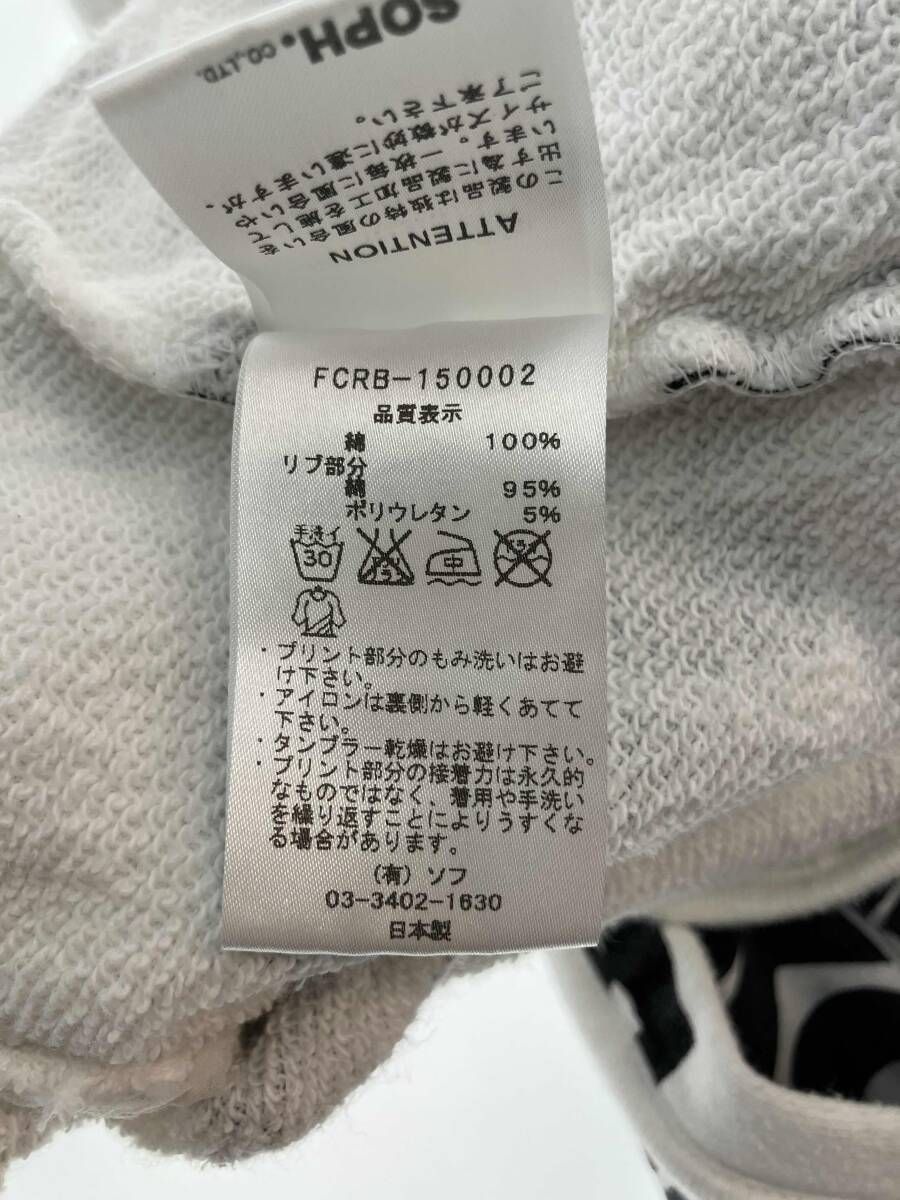 SOPH.
CO.,LTD.
ATTENTION
この製品は独特の風合いを
出す為に製品加工を施して
います。一枚毎に風合いや
サイズが微妙に違いますが、
ご了承下さい。
FCRB-150002
品質表示
綿 100%
リブ部分
綿 95%
ポリウレタン 5%
手洗イ
30
中
・プリント部分のもみ洗いはお避
け下さい。
・アイロンは裏側から軽くあてて
下さい。
・タンブラー乾燥はお避け下さい。
・プリント部分の接着力は永久的
なものではなく、着用や手洗い
を繰り返すことによりうすくな
る場合があります。
(有)ソフ
03-3402-1630
日本製